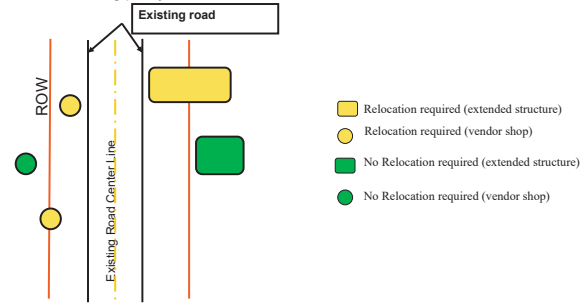 Existing road
ROW
Existing Road Center Line
Relocation required (extended structure)
Relocation required (vendor shop)
No Relocation required (extended structure)
No Relocation required (vendor shop)